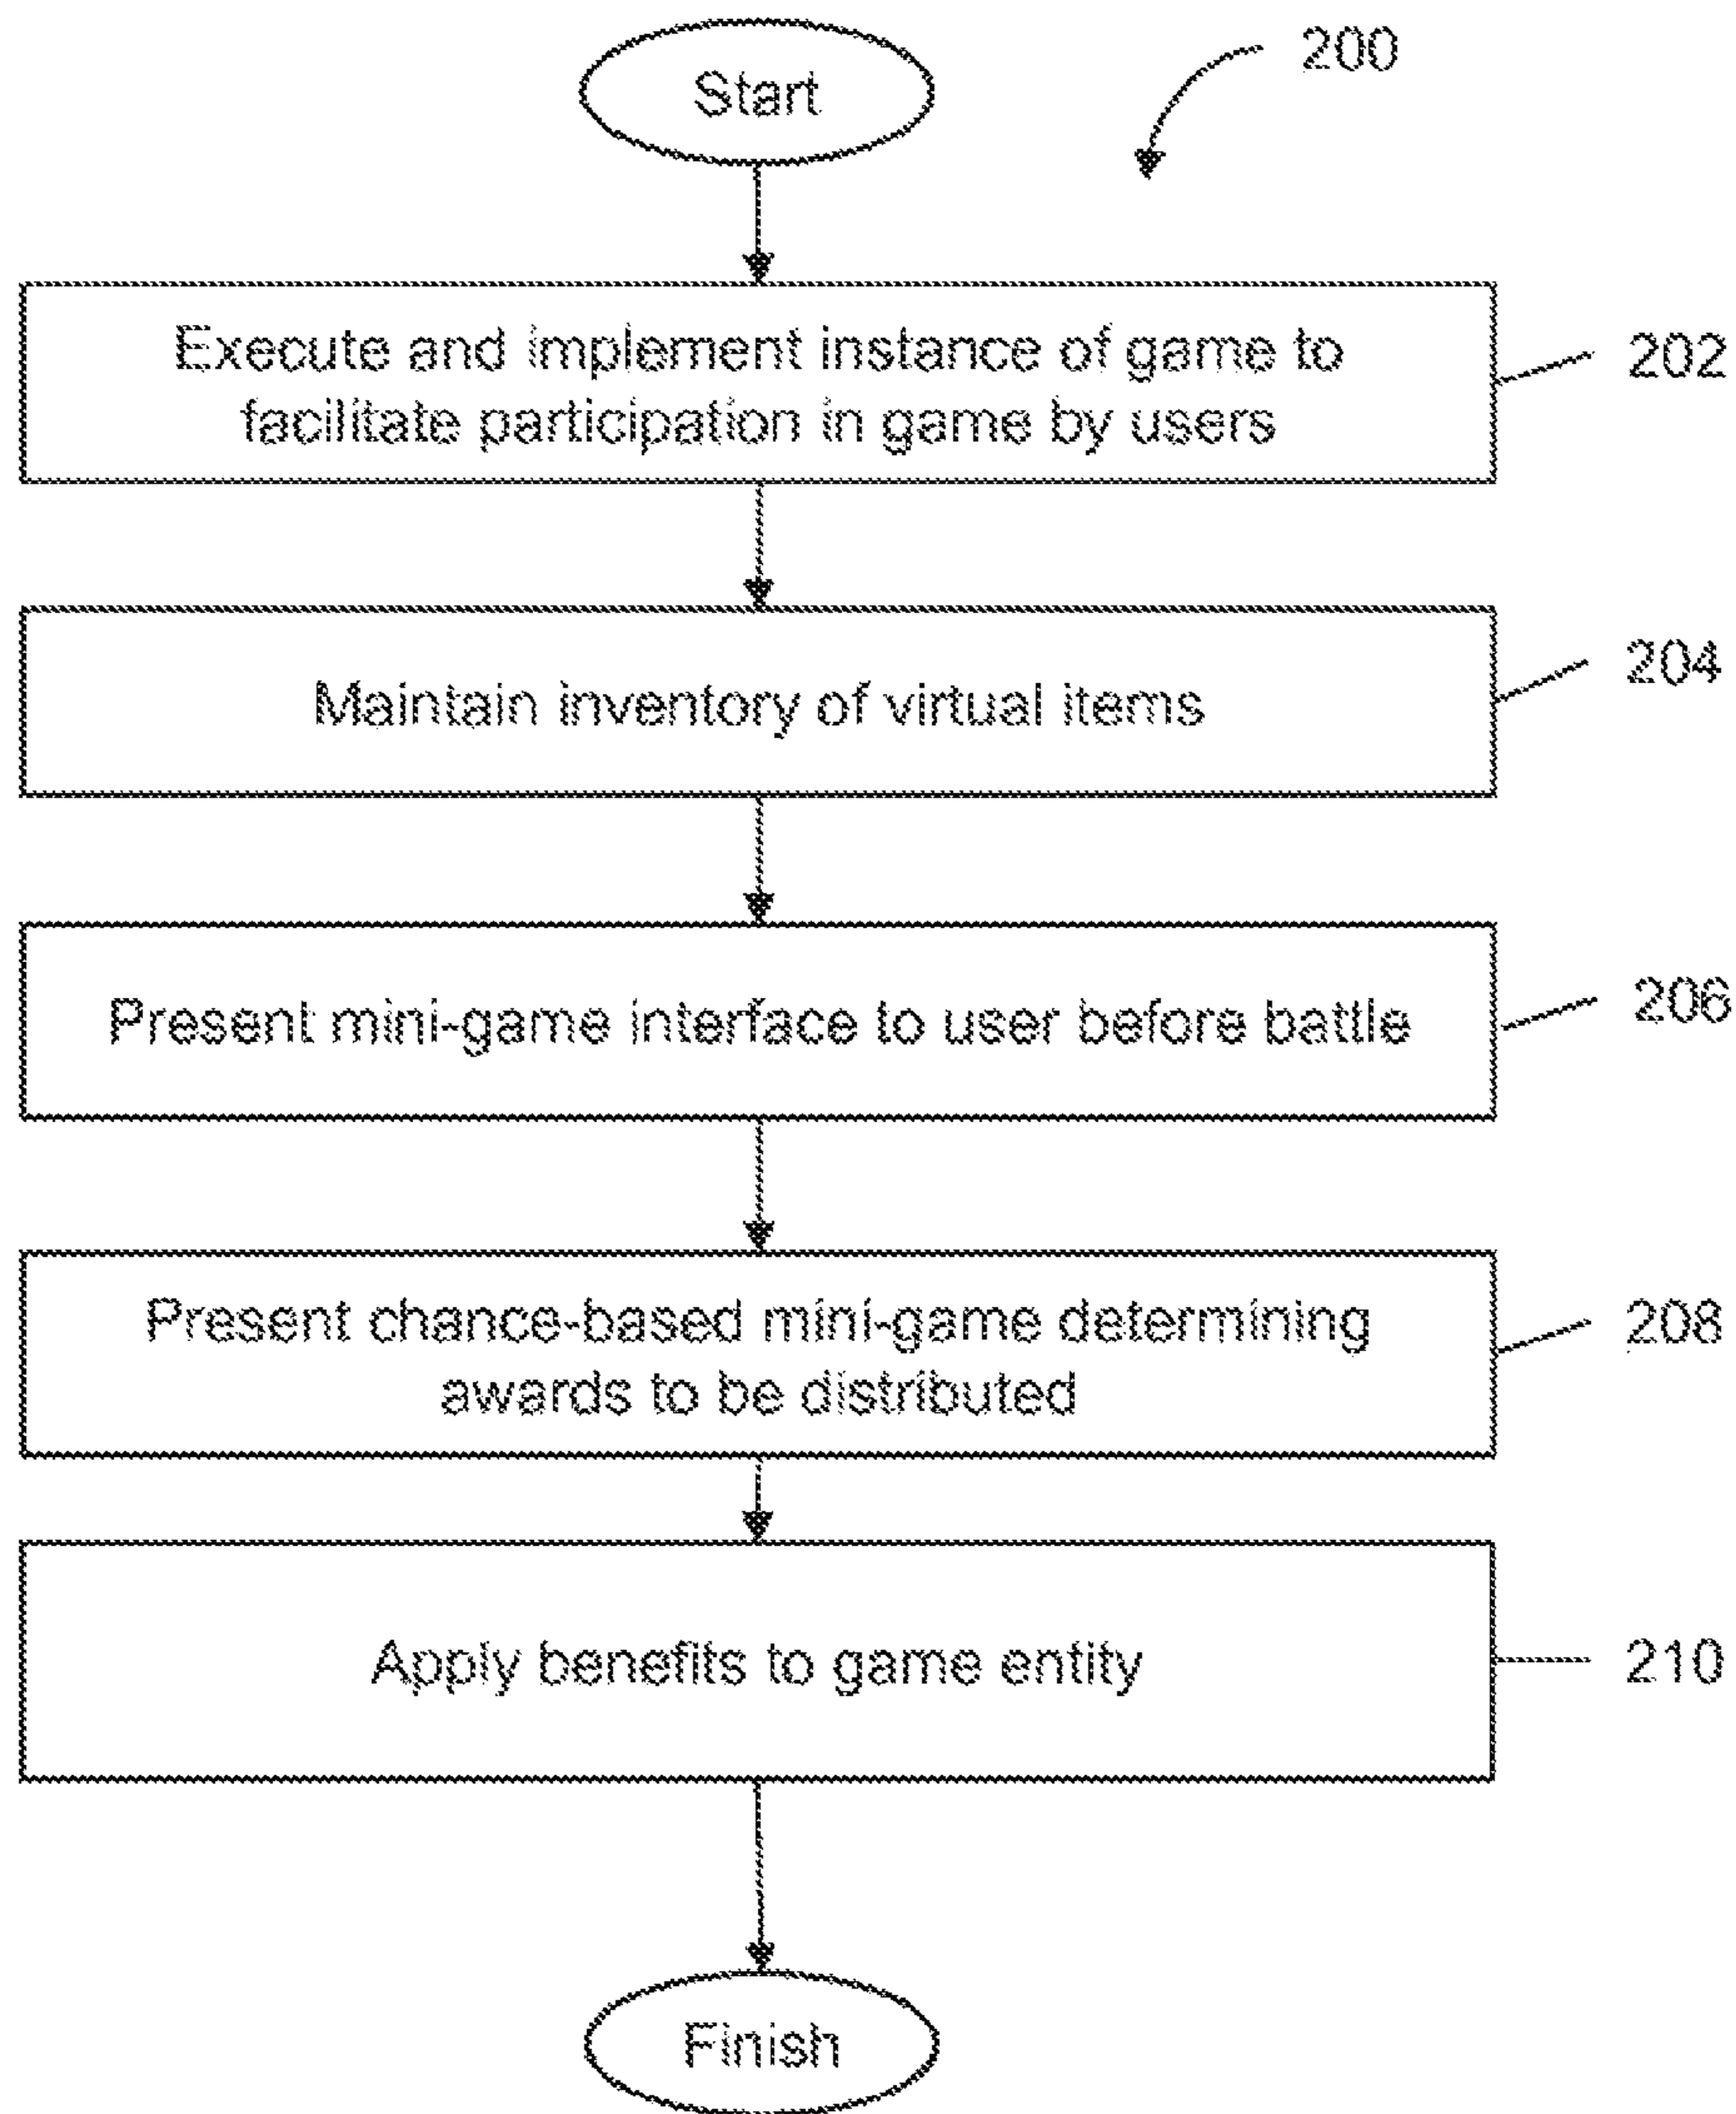 Start
200
Execute and implement instance of game to
facilitate participation in game by users
202
Maintain inventory of virtual items
204
Present mini-game interface to user before battle
206
Present chance-based mini-game determining
awards to be distributed
208
Apply benefits to game entity
210
Finish